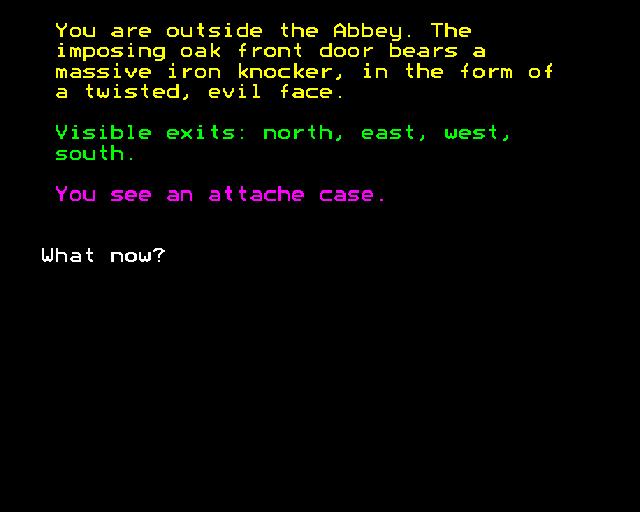 You are outside the Abbey. The
imposing oak front door bears a
massive iron knocker, in the form of
a twisted, evil face.
Visible exits: north, east, west,
south.
You see an attache case.
What now?